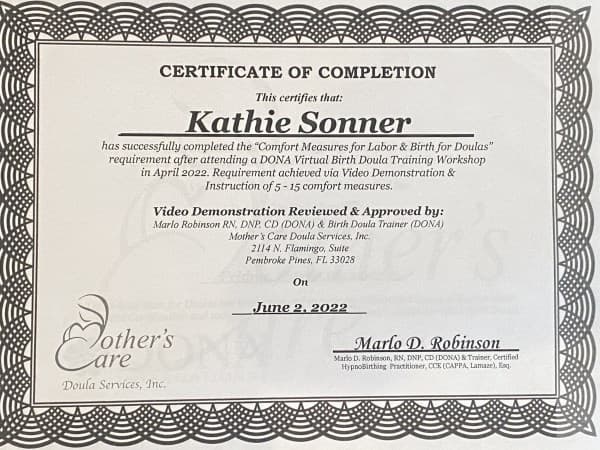 CERTIFICATE OF COMPLETION
This certifies that:
Kathie Sonner
has successfully completed the "Comfort Measures for Labor & Birth for Doulas"
requirement after attending a DONA Virtual Birth Doula Training Workshop
in April 2022. Requirement achieved via Video Demonstration &
Instruction of 5 - 15 comfort measures.
Video Demonstration Reviewed & Approved by:
Marlo Robinson RN, DNP, CD (DONA) & Birth Doula Trainer (DONA)
Mother's Care Doula Services, Inc.
2114 N. Flamingo, Suite
Pembroke Pines, FL 33028
On
June 2, 2022
Mother's
Care
Doula Services, Inc.
Marlo D. Robinson
Marlo D. Robinson, RN, DNP, CD (DONA) & Trainer, Certified
HypnoBirthing Practitioner, CCE (CAPPA, Lamaze), Esq.